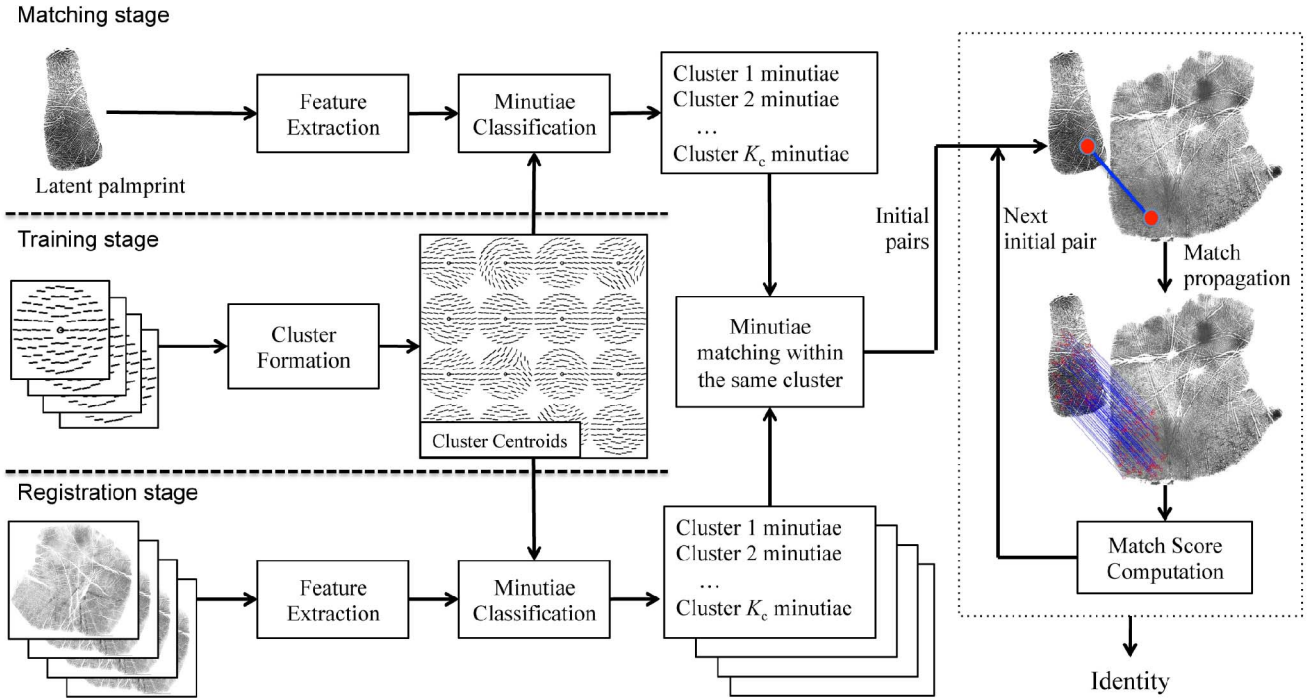 Matching stage
Latent palmprint
Feature
Extraction
Minutiae
Classification
Cluster 1 minutiae
Cluster 2 minutiae
...
Cluster K_c minutiae
Training stage
Cluster
Formation
Cluster Centroids
Minutiae
matching within
the same cluster
Registration stage
Feature
Extraction
Minutiae
Classification
Cluster 1 minutiae
Cluster 2 minutiae
...
Cluster K_c minutiae
Initial
pairs
Next
initial pair
Match
propagation
Match Score
Computation
Identity